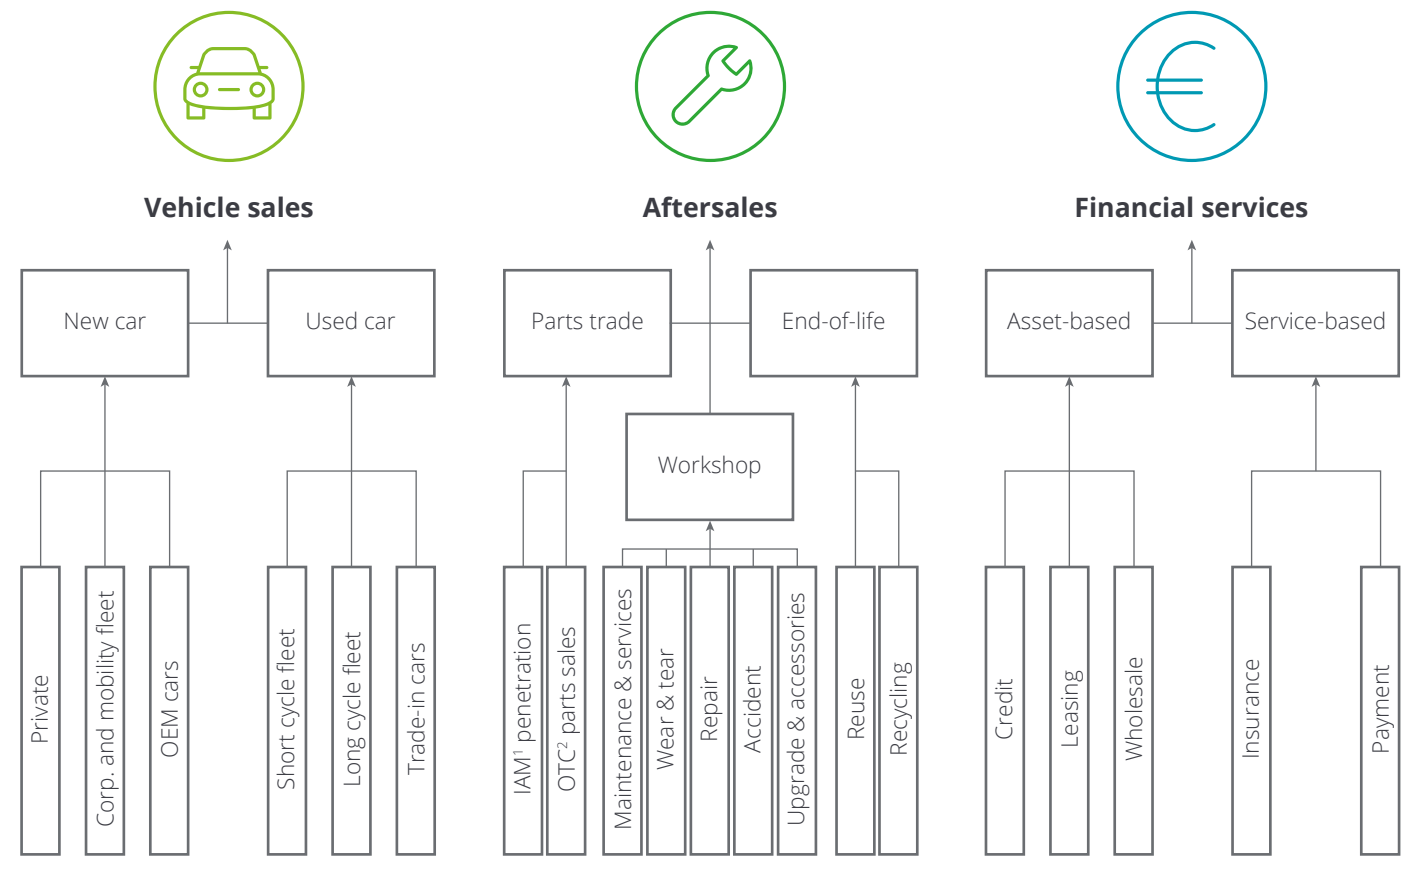 Vehicle sales
Aftersales
Financial services
New car
Used car
Parts trade
End-of-life
Asset-based
Service-based
Workshop
Private
Corp. and mobility fleet
OEM cars
Short cycle fleet
Long cycle fleet
Trade-in cars
IAM¹ penetration
OTC² parts sales
Maintenance & services
Wear & tear
Repair
Accident
Upgrade & accessories
Reuse
Recycling
Credit
Leasing
Wholesale
Insurance
Payment